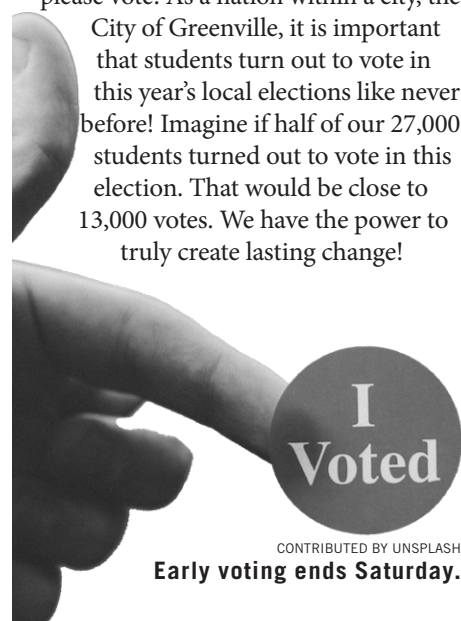 please vote. As a nation within a city, the
City of Greenville, it is important
that students turn out to vote in
this year's local elections like never
before! Imagine if half of our 27,000
students turned out to vote in this
election. That would be close to
13,000 votes. We have the power to
truly create lasting change!
I
Voted
CONTRIBUTED BY UNSPLASH
Early voting ends Saturday.